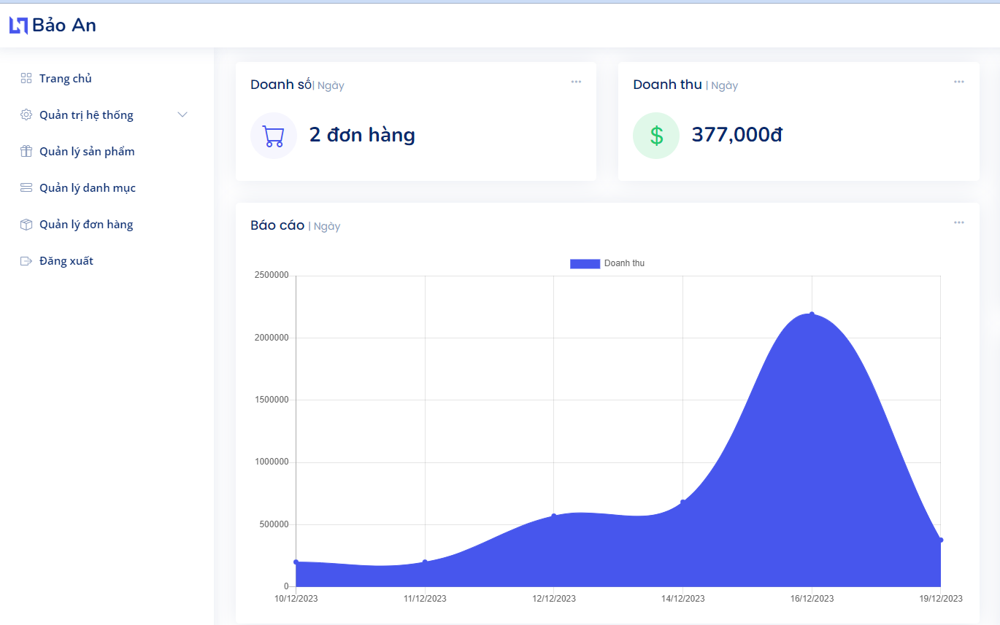 Bảo An
Trang chủ
Quản trị hệ thống
Quản lý sản phẩm
Quản lý danh mục
Quản lý đơn hàng
Đăng xuất
Doanh số| Ngày
2 đơn hàng
Doanh thu | Ngày
$
377,000đ
Báo cáo | Ngày
Doanh thu
2500000
2000000
1500000
1000000
500000
0
10/12/2023 11/12/2023 12/12/2023 14/12/2023 16/12/2023 19/12/2023